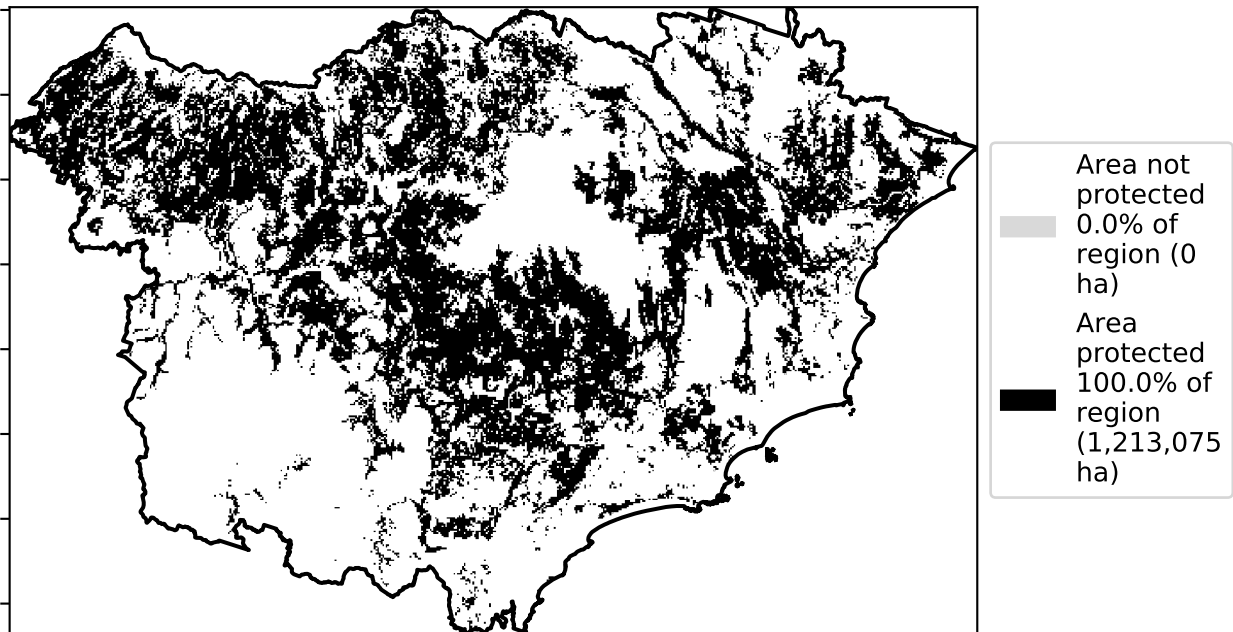 Area not
protected
0.0% of
region (0
ha)
Area
protected
100.0% of
region
(1,213,075
ha)